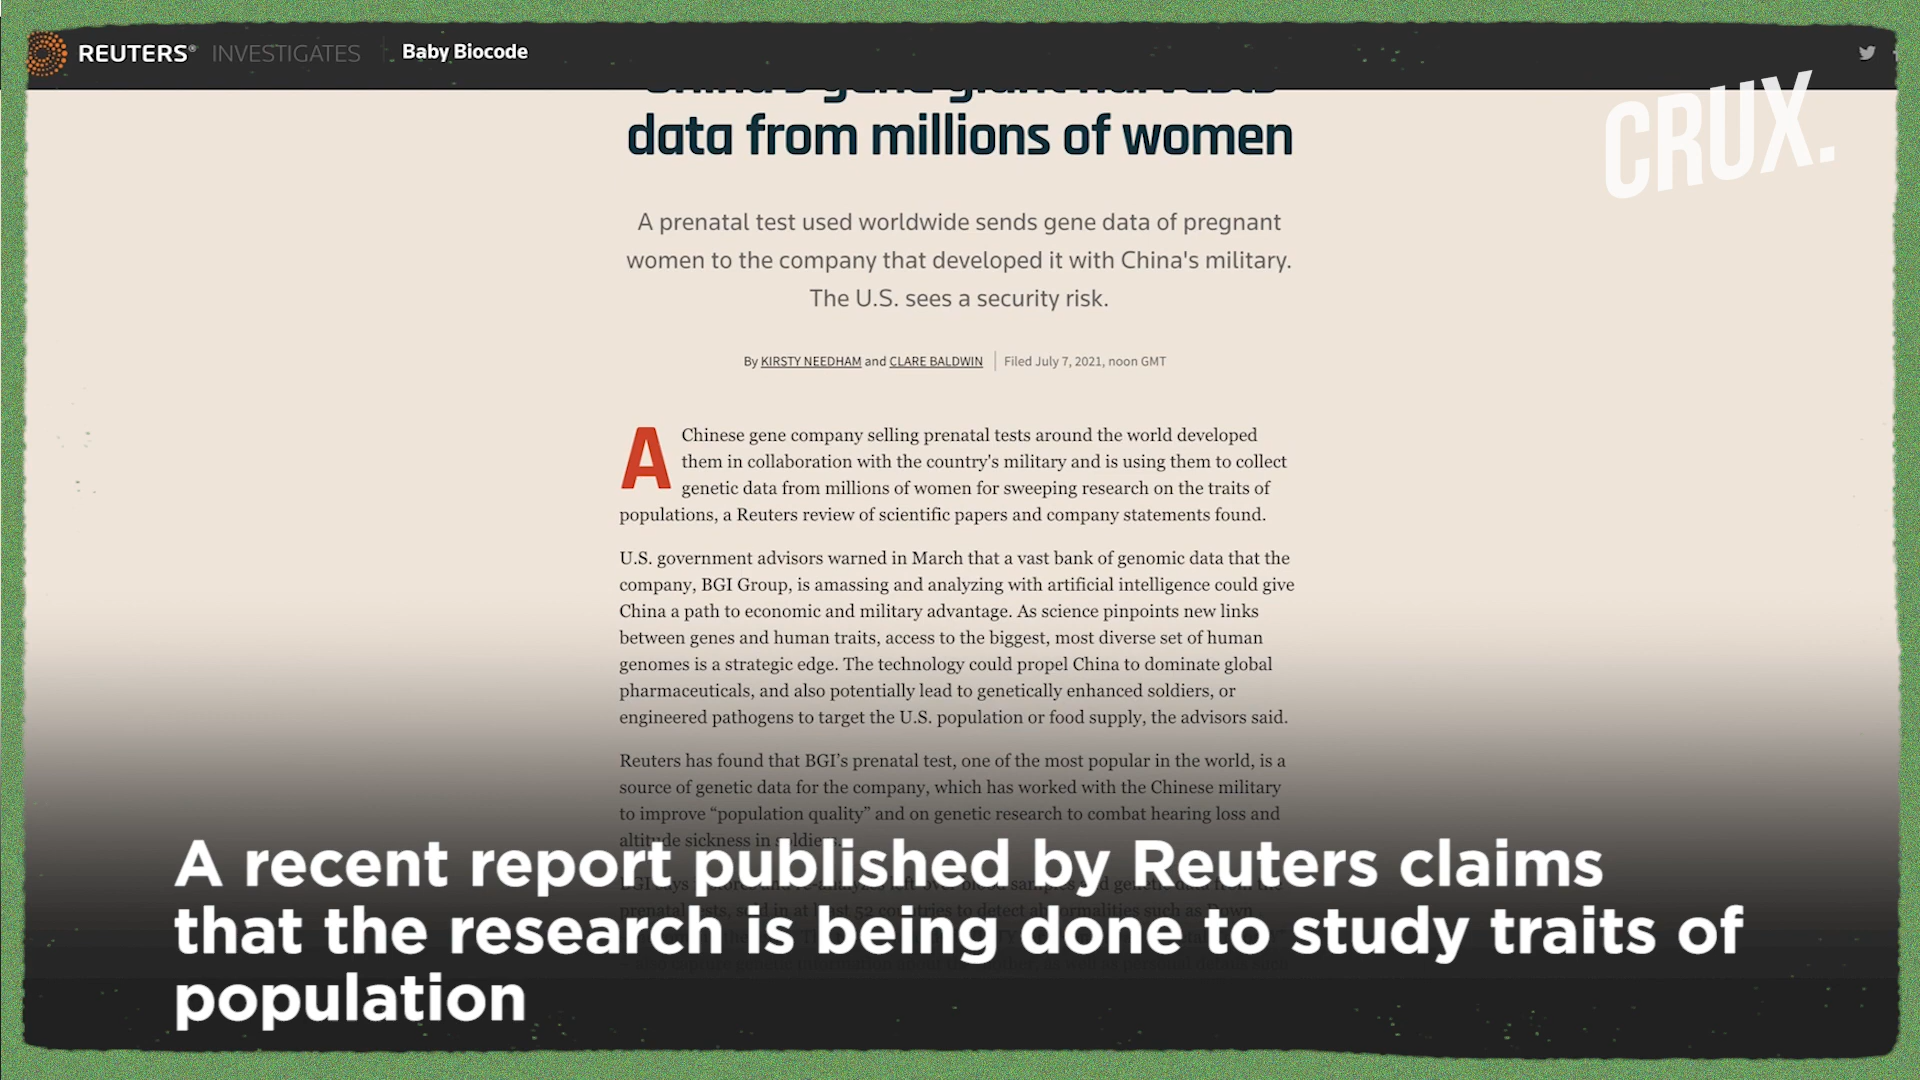 REUTERS® INVESTIGATES Baby Biocode
CRUX.
China's gene giant harvests
data from millions of women
A prenatal test used worldwide sends gene data of pregnant
women to the company that developed it with China's military.
The U.S. sees a security risk.
By KIRSTY NEEDHAM and CLARE BALDWIN | Filed July 7, 2021, noon GMT
A Chinese gene company selling prenatal tests around the world developed
them in collaboration with the country's military and is using them to collect
genetic data from millions of women for sweeping research on the traits of
populations, a Reuters review of scientific papers and company statements found.
U.S. government advisors warned in March that a vast bank of genomic data that the
company, BGI Group, is amassing and analyzing with artificial intelligence could give
China a path to economic and military advantage. As science pinpoints new links
between genes and human traits, access to the biggest, most diverse set of human
genomes is a strategic edge. The technology could propel China to dominate global
pharmaceuticals, and also potentially lead to genetically enhanced soldiers, or
engineered pathogens to target the U.S. population or food supply, the advisors said.
Reuters has found that BGI’s prenatal test, one of the most popular in the world, is a
source of genetic data for the company, which has worked with the Chinese military
to improve “population quality” and on genetic research to combat hearing loss and
altitude sickness in soldiers.
A recent report published by Reuters claims
that the research is being done to study traits of
population